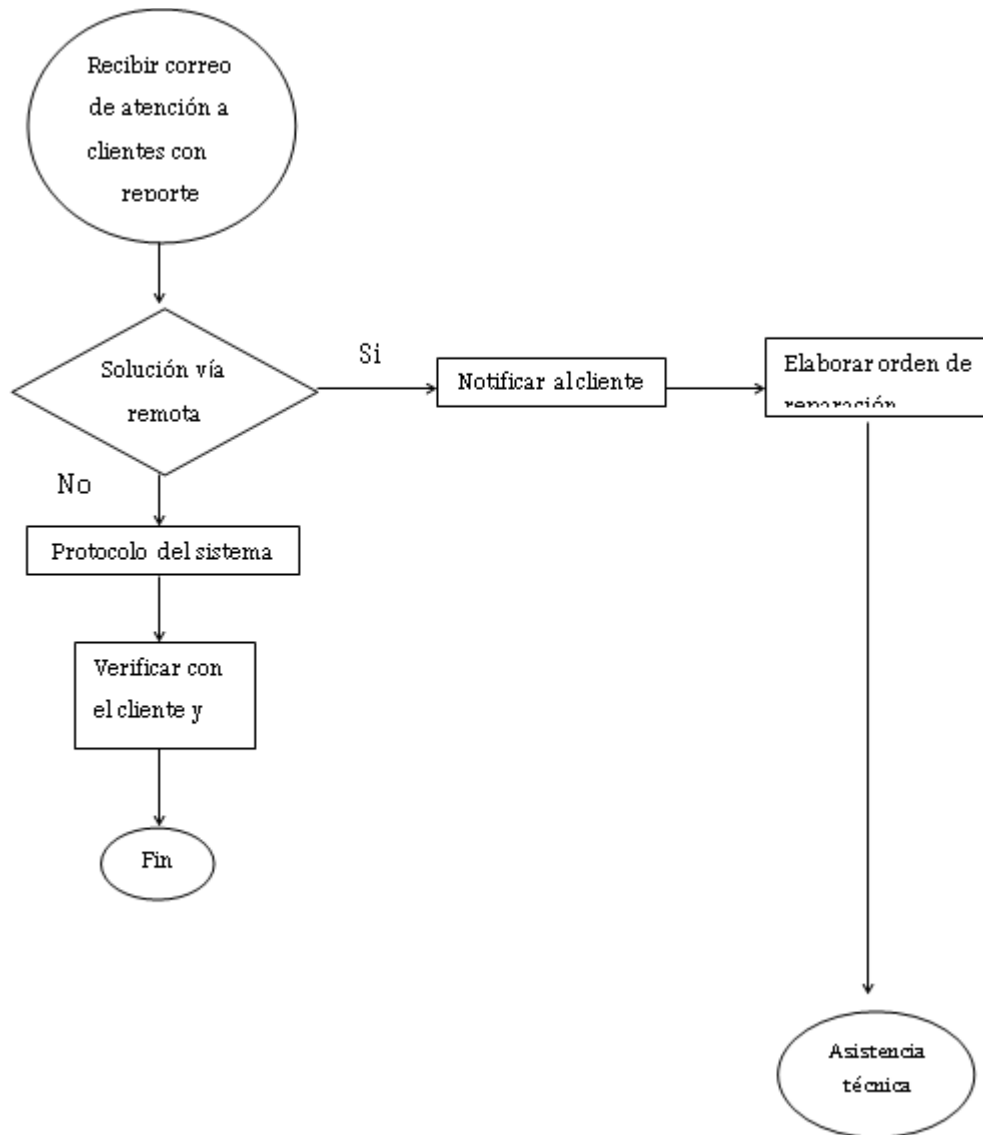 Recibir correo
de atención a
clientes con
reporte
Solución vía
remota
Si
Notificar al cliente
Elaborar orden de
reparación
No
Protocolo del sistema
Verificar con
el cliente y
Fin
Asistencia
técnica